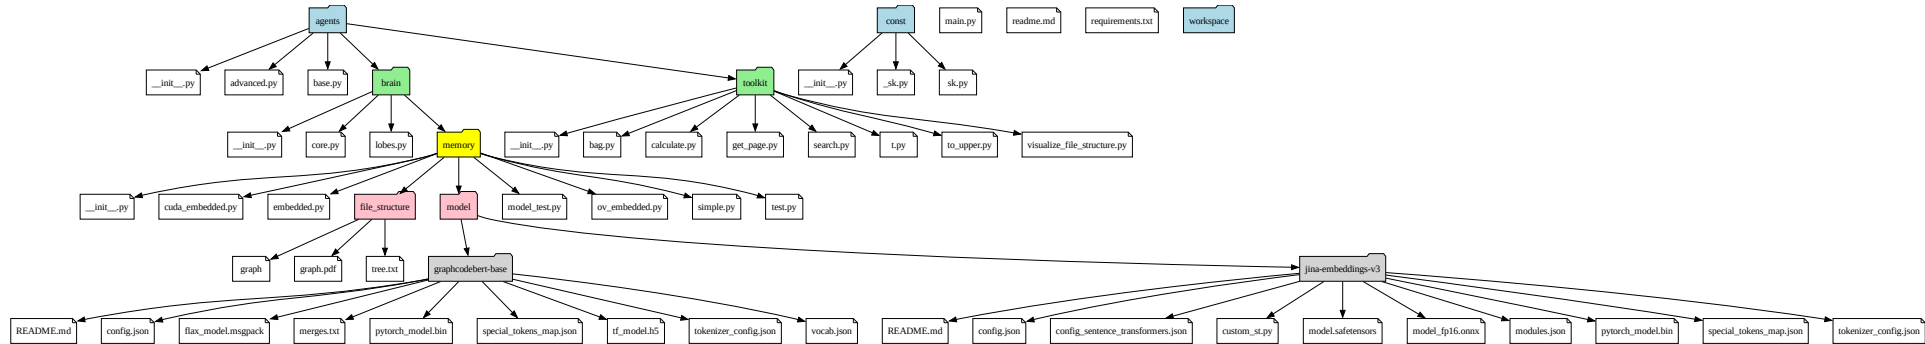 agents
const
main.py
readme.md
requirements.txt
workspace
__init__.py
advanced.py
base.py
brain
toolkit
__init__.py
_sk.py
sk.py
__init__.py
core.py
lobes.py
memory
__init__.py
bag.py
calculate.py
get_page.py
search.py
t.py
to_upper.py
visualize_file_structure.py
__init__.py
cuda_embedded.py
embedded.py
file_structure
model
model_test.py
ov_embedded.py
simple.py
test.py
graph
graph.pdf
tree.txt
graphcodebert-base
jina-embeddings-v3
README.md
config.json
flax_model.msgpack
merges.txt
pytorch_model.bin
special_tokens_map.json
tf_model.h5
tokenizer_config.json
vocab.json
README.md
config.json
config_sentence_transformers.json
custom_st.py
model.safetensors
model_fp16.onnx
modules.json
pytorch_model.bin
special_tokens_map.json
tokenizer_config.json